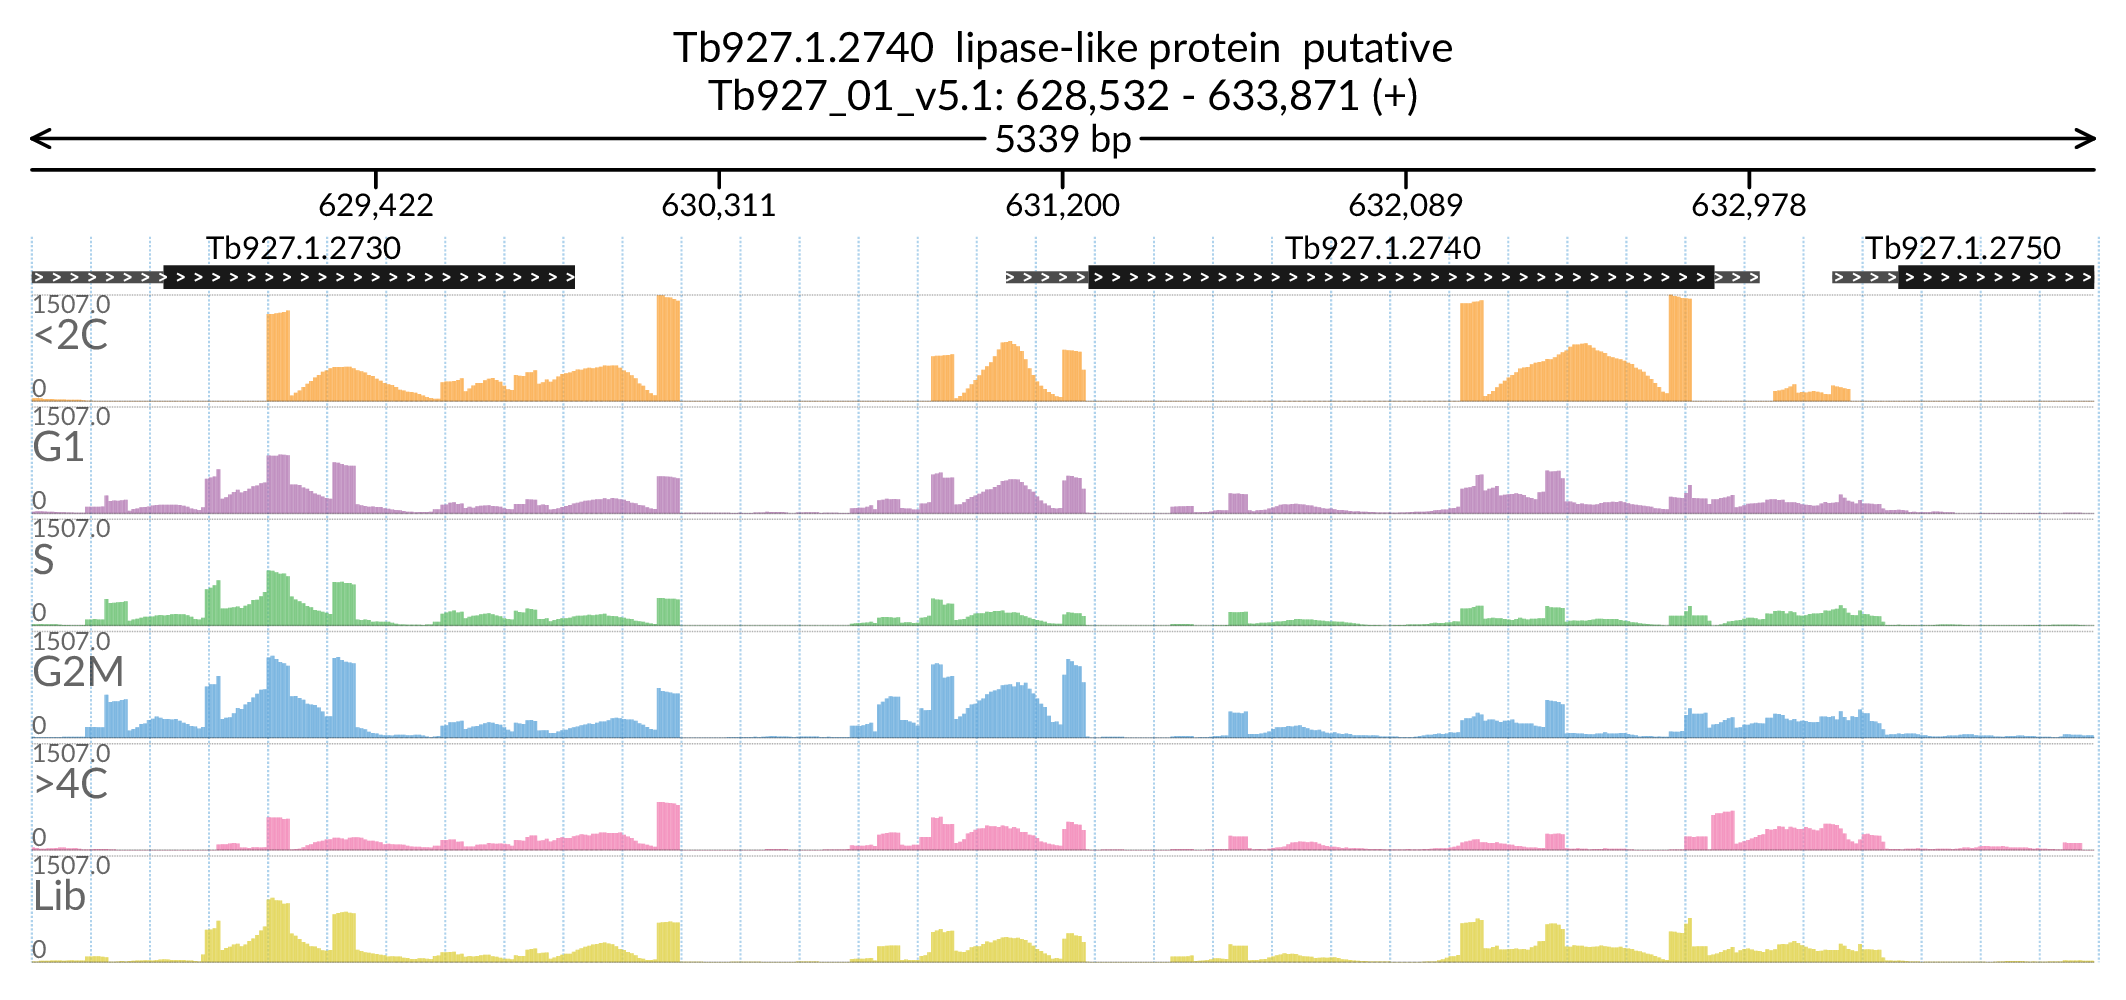 Tb927.1.2740 lipase-like protein putative
Tb927_01_v5.1: 628,532 - 633,871 (+)
5339 bp
629,422 630,311 631,200 632,089 632,978
Tb927.1.2730 Tb927.1.2740 Tb927.1.2750
1507.0
<2C
0
1507.0
G1
0
1507.0
S
0
1507.0
G2M
0
1507.0
>4C
0
1507.0
Lib
0